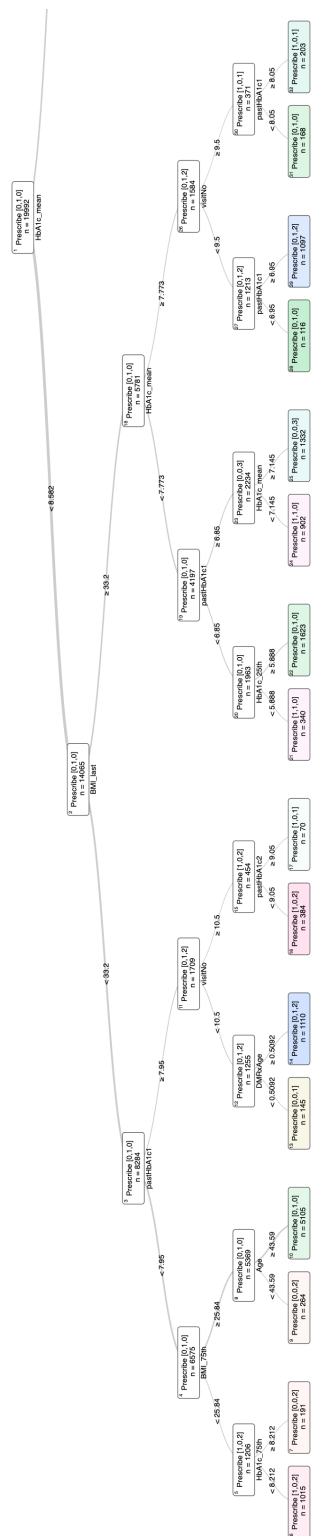 1
Prescribe [0,1,0]
n = 19992
HbA1c_mean
< 8.582
2
Prescribe [0,1,0]
n = 14065
BMI_last
< 33.2
≥ 33.2
3
Prescribe [0,1,0]
n = 8284
pastHbA1c1
18
Prescribe [0,1,0]
n = 5781
HbA1c_mean
< 7.95
≥ 7.95
< 7.773
≥ 7.773
4
Prescribe [0,1,0]
n = 6575
BMI_75th
11
Prescribe [0,1,2]
n = 1709
visitNo
19
Prescribe [0,1,0]
n = 4197
pastHbA1c1
26
Prescribe [0,1,2]
n = 1584
visitNo
< 25.84
≥ 25.84
< 10.5
≥ 10.5
< 6.85
≥ 6.85
< 9.5
≥ 9.5
5
Prescribe [1,0,2]
n = 1206
HbA1c_75th
8
Prescribe [0,1,0]
n = 5369
Age
12
Prescribe [0,1,2]
n = 1255
DMRxAge
15
Prescribe [1,0,2]
n = 454
pastHbA1c2
20
Prescribe [0,1,0]
n = 1963
HbA1c_25th
23
Prescribe [0,0,3]
n = 2234
HbA1c_mean
27
Prescribe [0,1,2]
n = 1213
pastHbA1c1
30
Prescribe [1,0,1]
n = 371
pastHbA1c1
< 8.212
≥ 8.212
< 43.59
≥ 43.59
< 0.5092
≥ 0.5092
< 9.05
≥ 9.05
< 5.888
≥ 5.888
< 7.145
≥ 7.145
< 6.95
≥ 6.95
< 8.05
≥ 8.05
Prescribe [1,0,2]
n = 1015
7
Prescribe [0,0,2]
n = 191
9
Prescribe [0,0,2]
n = 264
10
Prescribe [0,1,0]
n = 5105
13
Prescribe [0,0,1]
n = 145
14
Prescribe [0,1,2]
n = 1110
16
Prescribe [1,0,2]
n = 384
17
Prescribe [1,0,1]
n = 70
21
Prescribe [1,1,0]
n = 340
22
Prescribe [0,1,0]
n = 1623
24
Prescribe [1,1,0]
n = 902
25
Prescribe [0,0,3]
n = 1332
28
Prescribe [0,1,0]
n = 116
29
Prescribe [0,1,2]
n = 1097
31
Prescribe [0,1,0]
n = 168
32
Prescribe [1,0,1]
n = 203